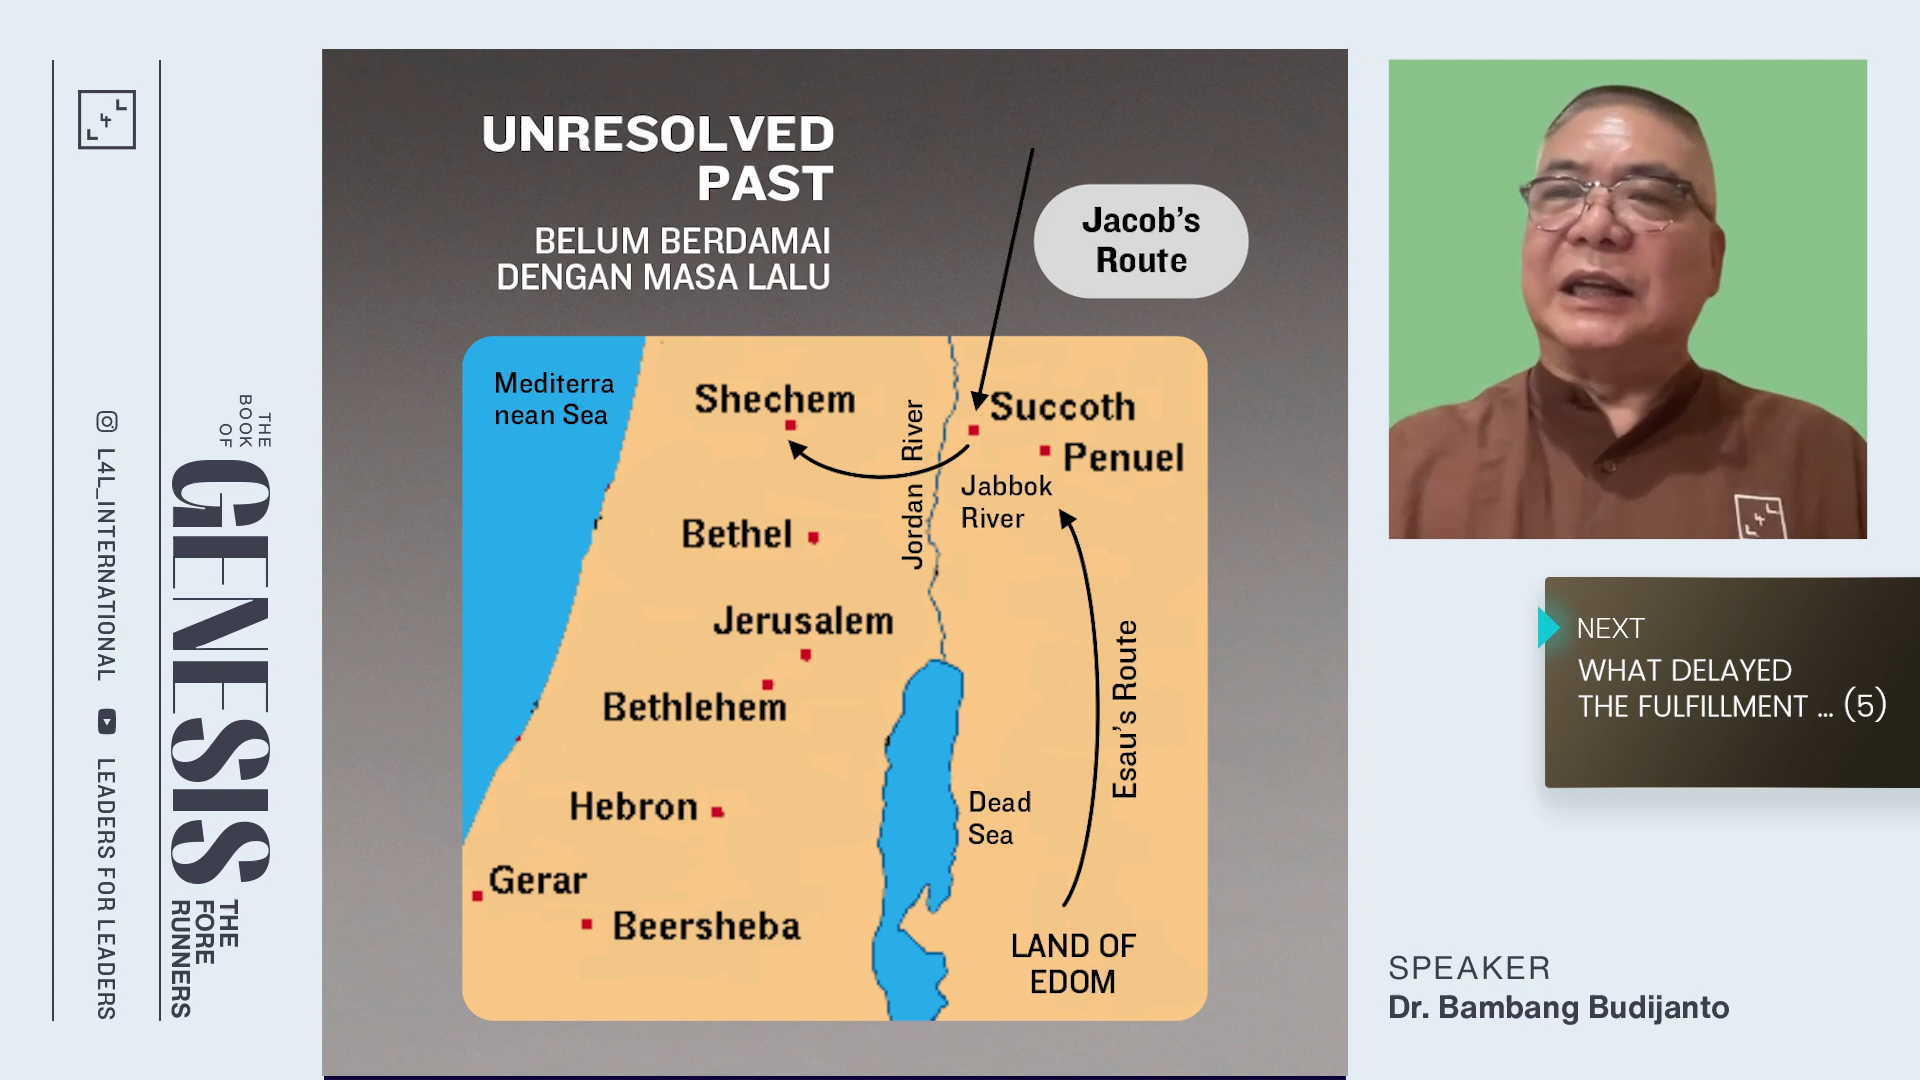 THE
BOOK
OF
GENESIS
THE
FORE
RUNNERS
L4L_INTERNATIONAL
LEADERS FOR LEADERS
UNRESOLVED
PAST
BELUM BERDAMAI
DENGAN MASA LALU
Jacob's
Route
Mediterra
nean Sea
Shechem
Jordan River
Succoth
Penuel
Jabbok
River
Bethel
Jerusalem
Bethlehem
Esau's Route
Hebron
Dead
Sea
Gerar
Beersheba
LAND OF
EDOM
NEXT
WHAT DELAYED
THE FULFILLMENT ... (5)
SPEAKER
Dr. Bambang Budijanto